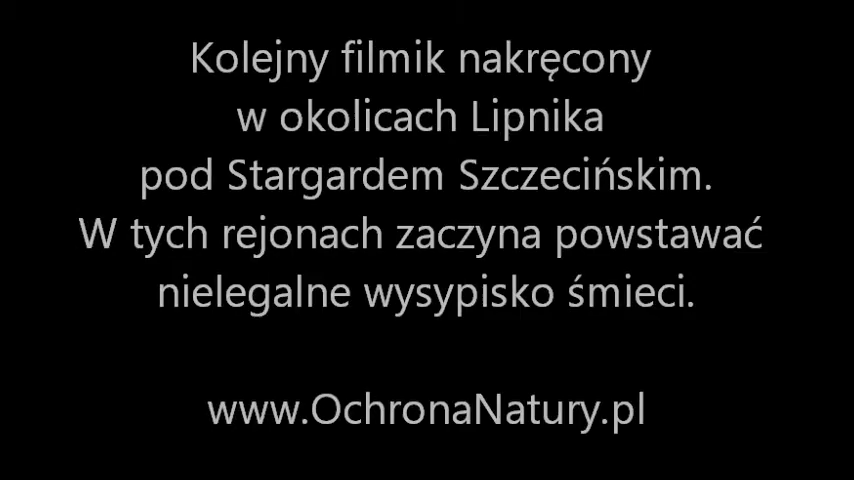 Kolejny filmik nakręcony
w okolicach Lipnika
pod Stargardem Szczecińskim.
W tych rejonach zaczyna powstawać
nielegalne wysypisko śmieci.
www.OchronaNatury.pl